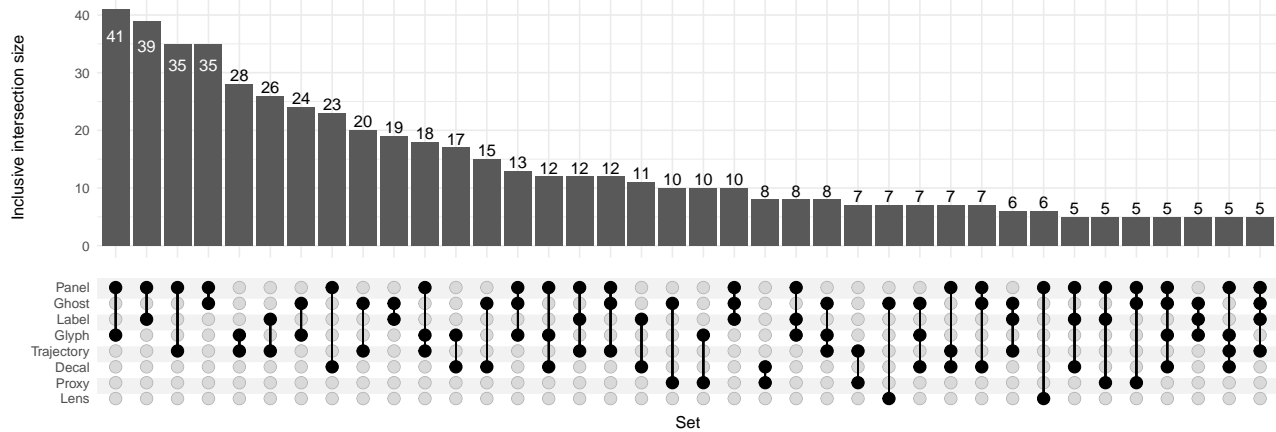 Inclusive intersection size
40
30
20
10
0
41 39 35 35 28 26 24 23 20 19 18 17 15 13 12 12 12 11 10 10 10 8 8 8 7 7 7 7 7 6 6 5 5 5 5 5 5 5
Panel
Ghost
Label
Glyph
Trajectory
Decal
Proxy
Lens
Set